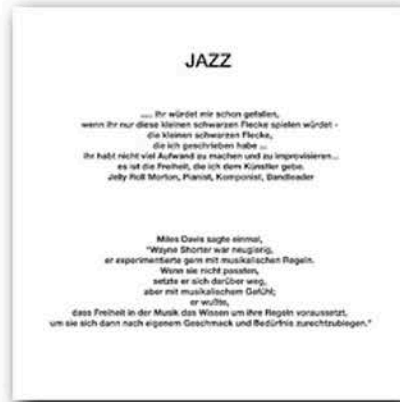 JAZZ
..... Ihr würdet mir schon gefallen,
wenn ihr nur diese kleinen schwarzen Flecke spielen würdet -
die kleinen schwarzen Flecke,
die ich geschrieben habe ...
Ihr habt nicht viel Aufwand zu machen und zu improvisieren...
es ist die Freiheit, die ich dem Künstler gebe.
Jelly Roll Morton, Pianist, Komponist, Bandleader
Miles Davis sagte einmal,
"Wayne Shorter war neugierig,
er experimentierte gern mit musikalischen Regeln.
Wenn sie nicht passten,
setzte er sich darüber weg,
aber mit musikalischem Gefühl;
er wußte,
dass Freiheit in der Musik das Wissen um ihre Regeln voraussetzt,
um sie sich dann nach eigenem Geschmack und Bedürfnis zurechtzubiegen."